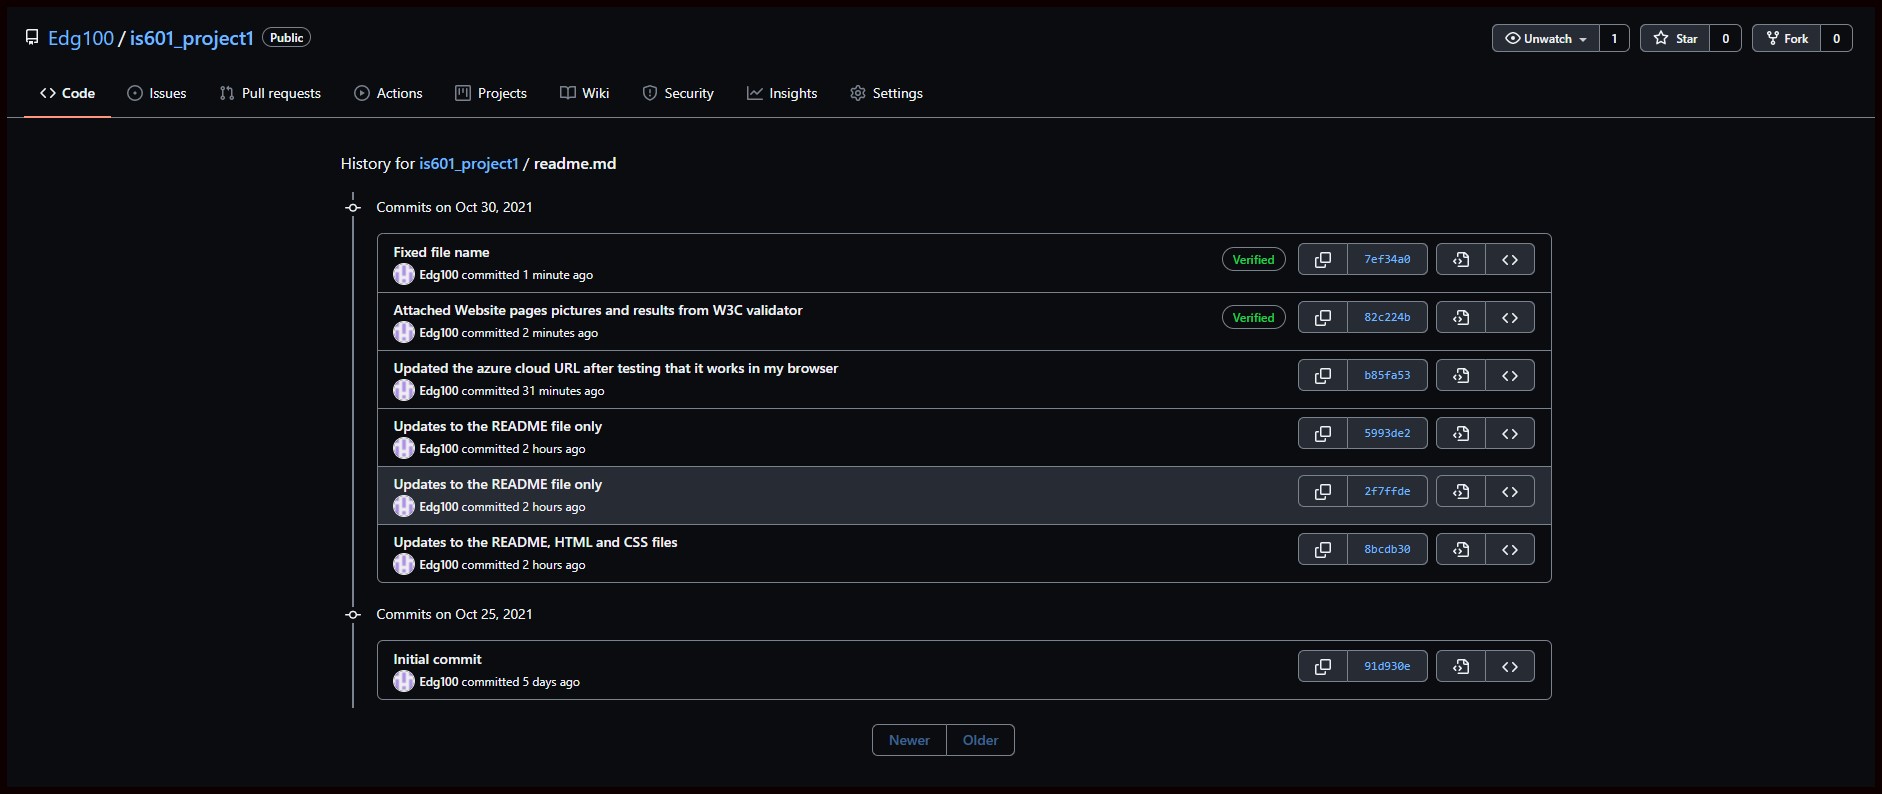 Edg100 / is601_project1 Public Unwatch 1 Star 0 Fork 0
Code Issues Pull requests Actions Projects Wiki Security Insights Settings
History for is601_project1 / readme.md
Commits on Oct 30, 2021
Fixed file name
Edg100 committed 1 minute ago Verified 7ef34a0
Attached Website pages pictures and results from W3C validator
Edg100 committed 2 minutes ago Verified 82c224b
Updated the azure cloud URL after testing that it works in my browser
Edg100 committed 31 minutes ago b85fa53
Updates to the README file only
Edg100 committed 2 hours ago 5993de2
Updates to the README file only
Edg100 committed 2 hours ago 2f7ffde
Updates to the README, HTML and CSS files
Edg100 committed 2 hours ago 8bcdb30
Commits on Oct 25, 2021
Initial commit
Edg100 committed 5 days ago 91d930e
Newer Older